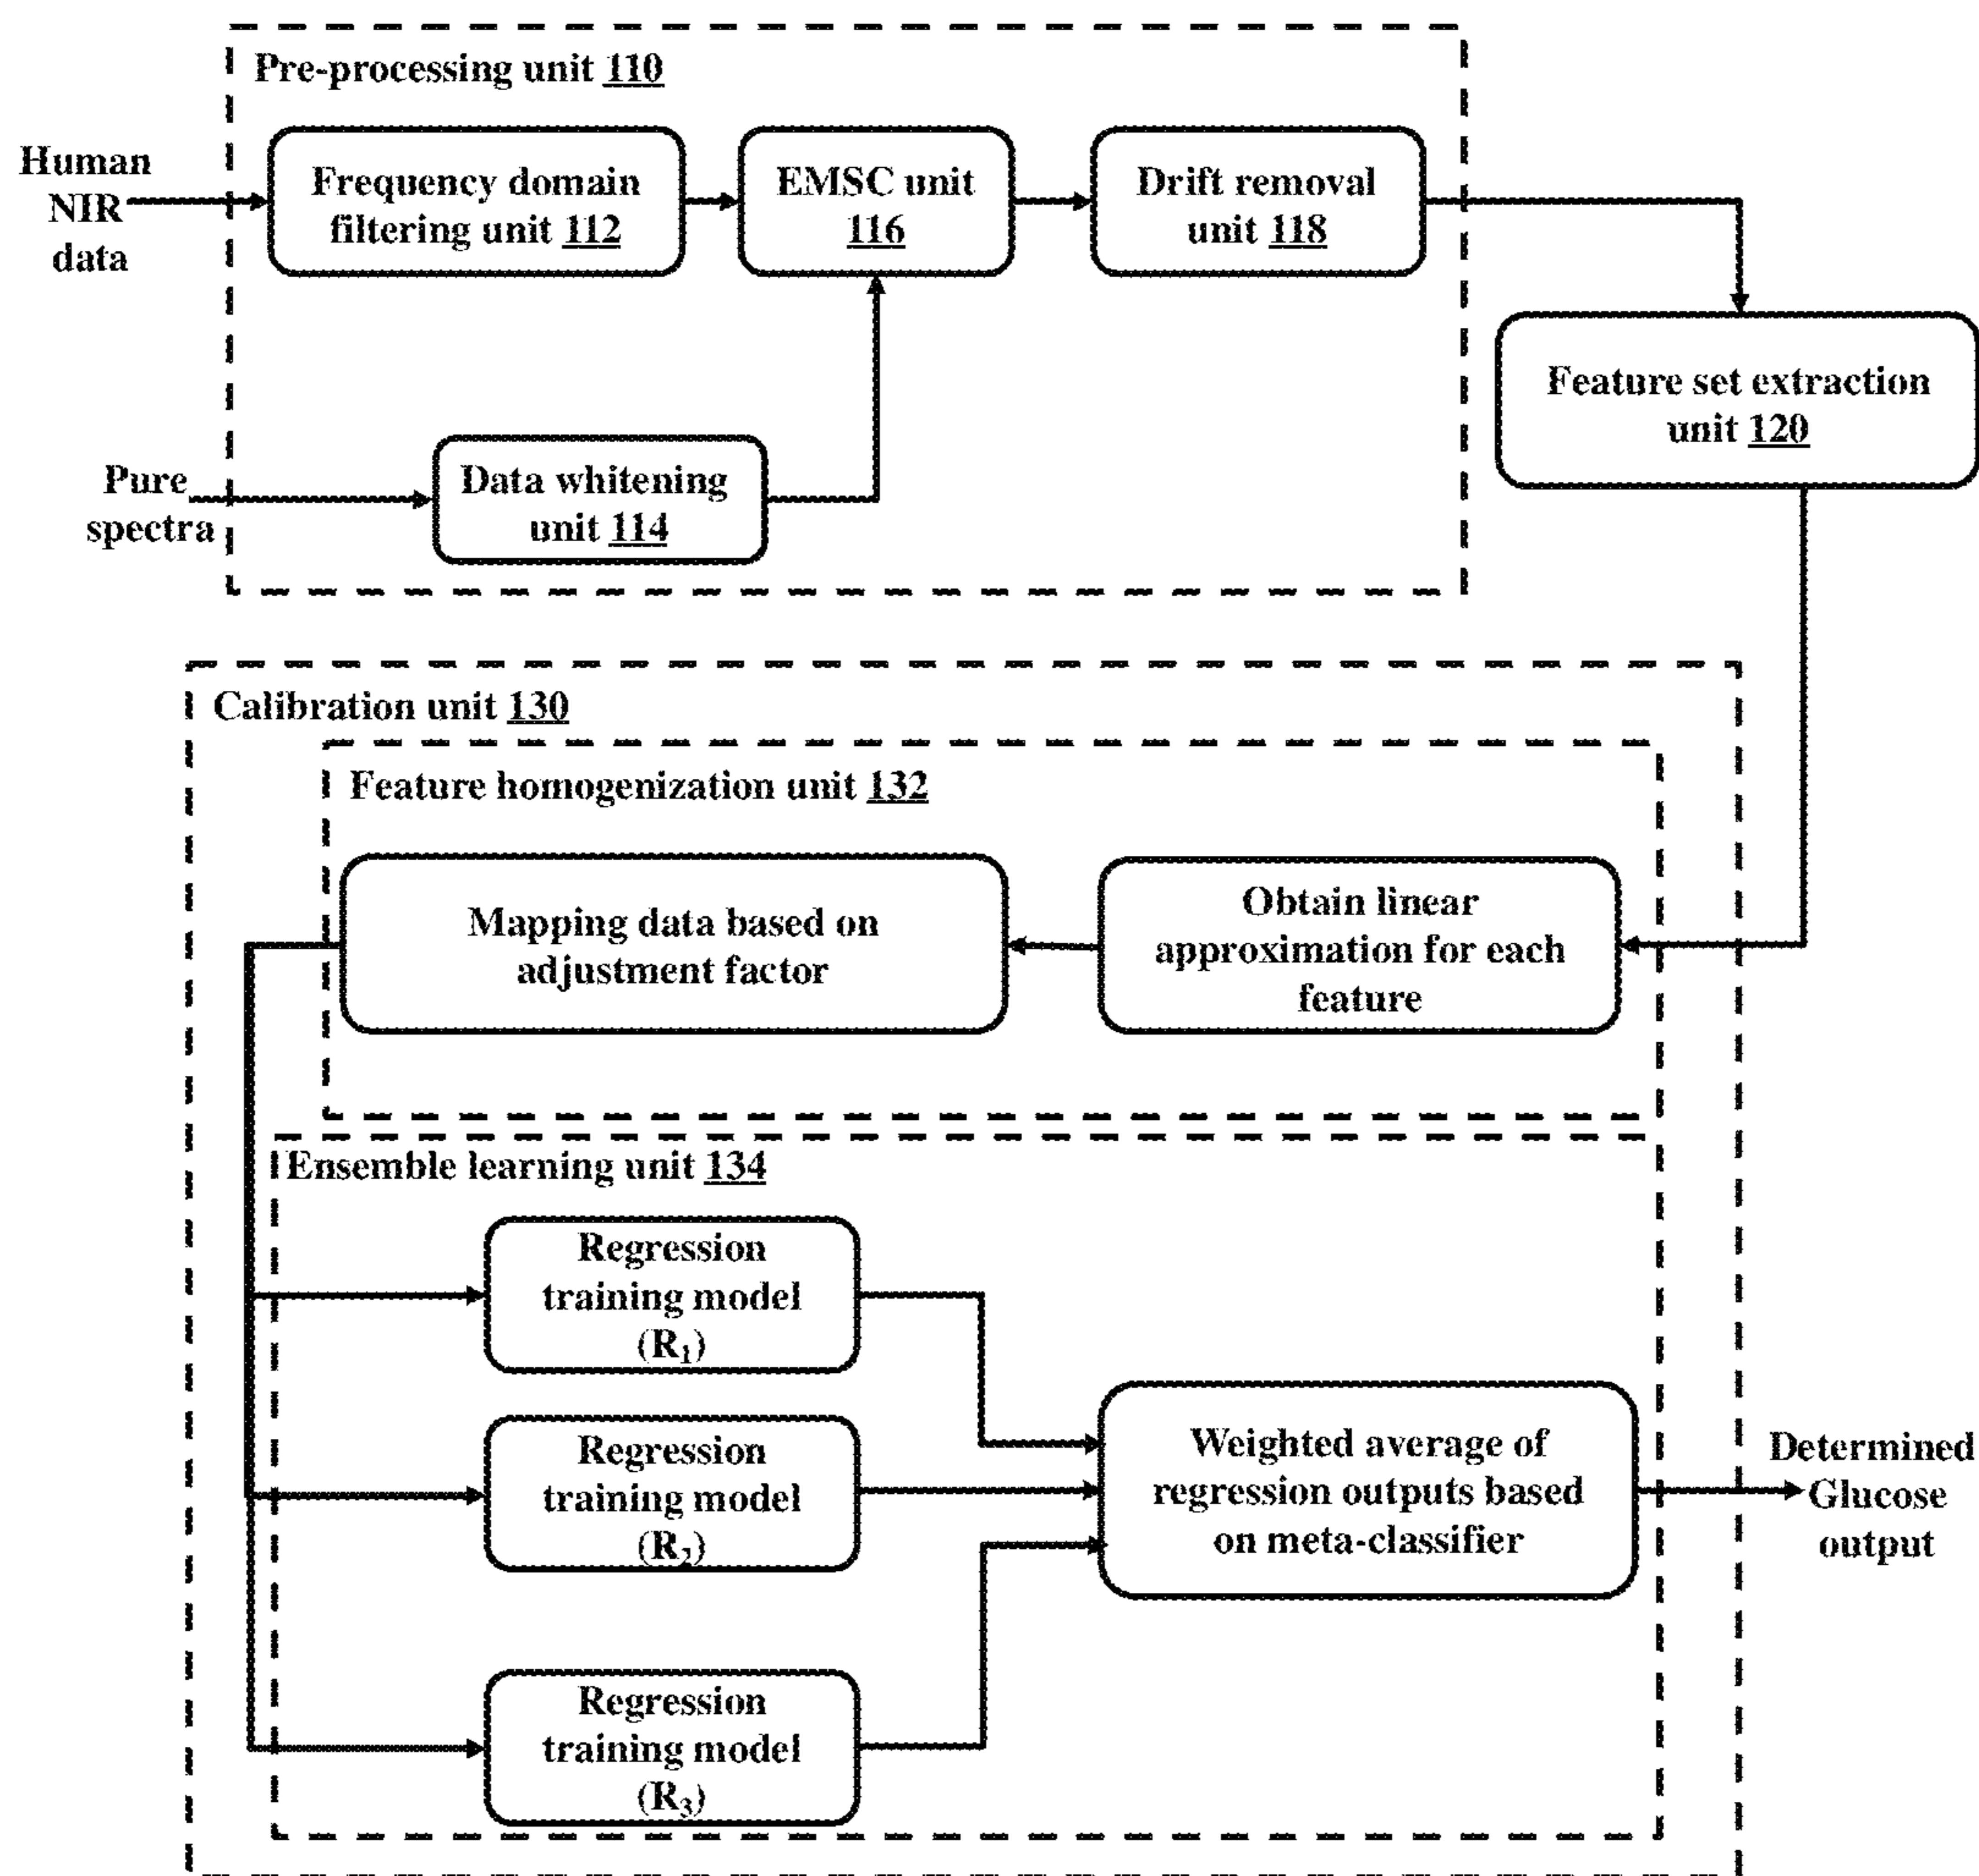 Pre-processing unit 110
Human
NIR
data
Frequency domain
filtering unit 112
EMSC unit
116
Drift removal
unit 118
Feature set extraction
unit 120
Pure
spectra
Data whitening
unit 114
Calibration unit 130
Feature homogenization unit 132
Mapping data based on
adjustment factor
Obtain linear
approximation for each
feature
Ensemble learning unit 134
Regression
training model
(R₁)
Regression
training model
(R₂)
Regression
training model
(R₃)
Weighted average of
regression outputs based
on meta-classifier
Determined
Glucose
output